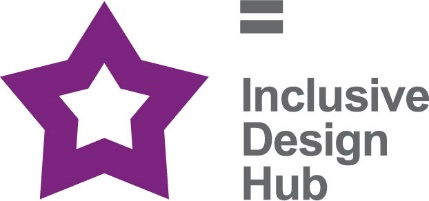 =
Inclusive
Design
Hub